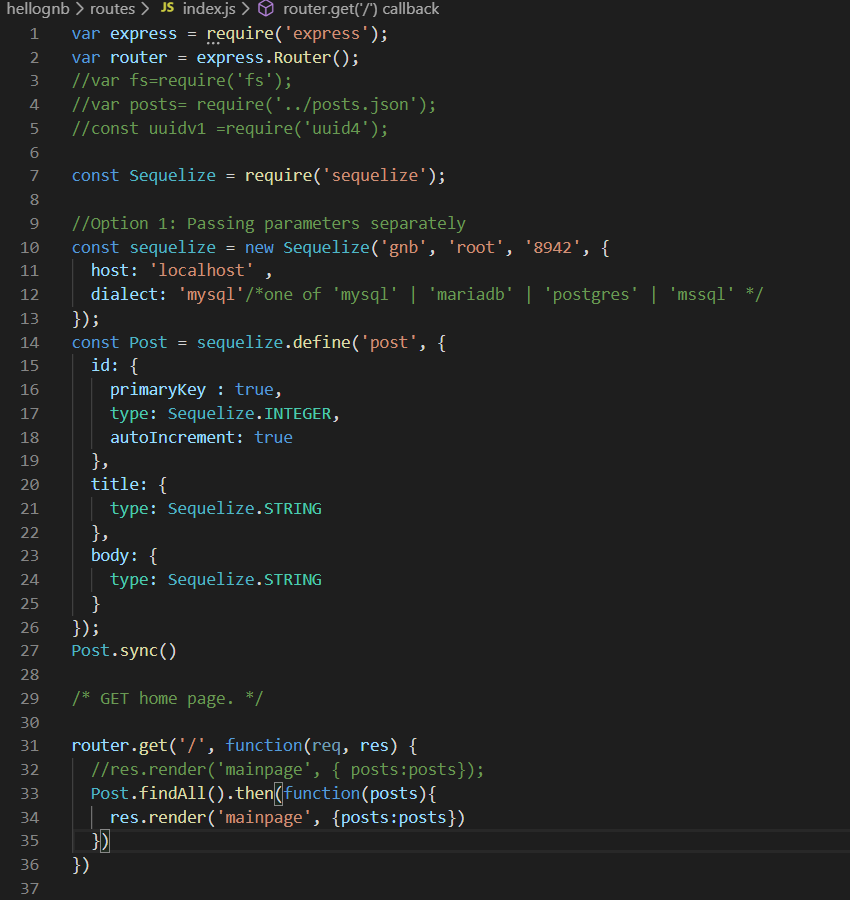 hellognb > routes > JS index.js > router.get('/') callback
1 var express = require('express');
2 var router = express.Router();
3 //var fs=require('fs');
4 //var posts= require('../posts.json');
5 //const uuidv1 =require('uuid4');
6
7 const Sequelize = require('sequelize');
8
9 //Option 1: Passing parameters separately
10 const sequelize = new Sequelize('gnb', 'root', '8942', {
11   host: 'localhost' ,
12   dialect: 'mysql'/*one of 'mysql' | 'mariadb' | 'postgres' | 'mssql' */
13 });
14 const Post = sequelize.define('post', {
15   id: {
16     primaryKey : true,
17     type: Sequelize.INTEGER,
18     autoIncrement: true
19   },
20   title: {
21     type: Sequelize.STRING
22   },
23   body: {
24     type: Sequelize.STRING
25   }
26 });
27 Post.sync()
28
29 /* GET home page. */
30
31 router.get('/', function(req, res) {
32   //res.render('mainpage', { posts:posts});
33   Post.findAll().then(function(posts){
34     res.render('mainpage', {posts:posts})
35   })
36 })
37